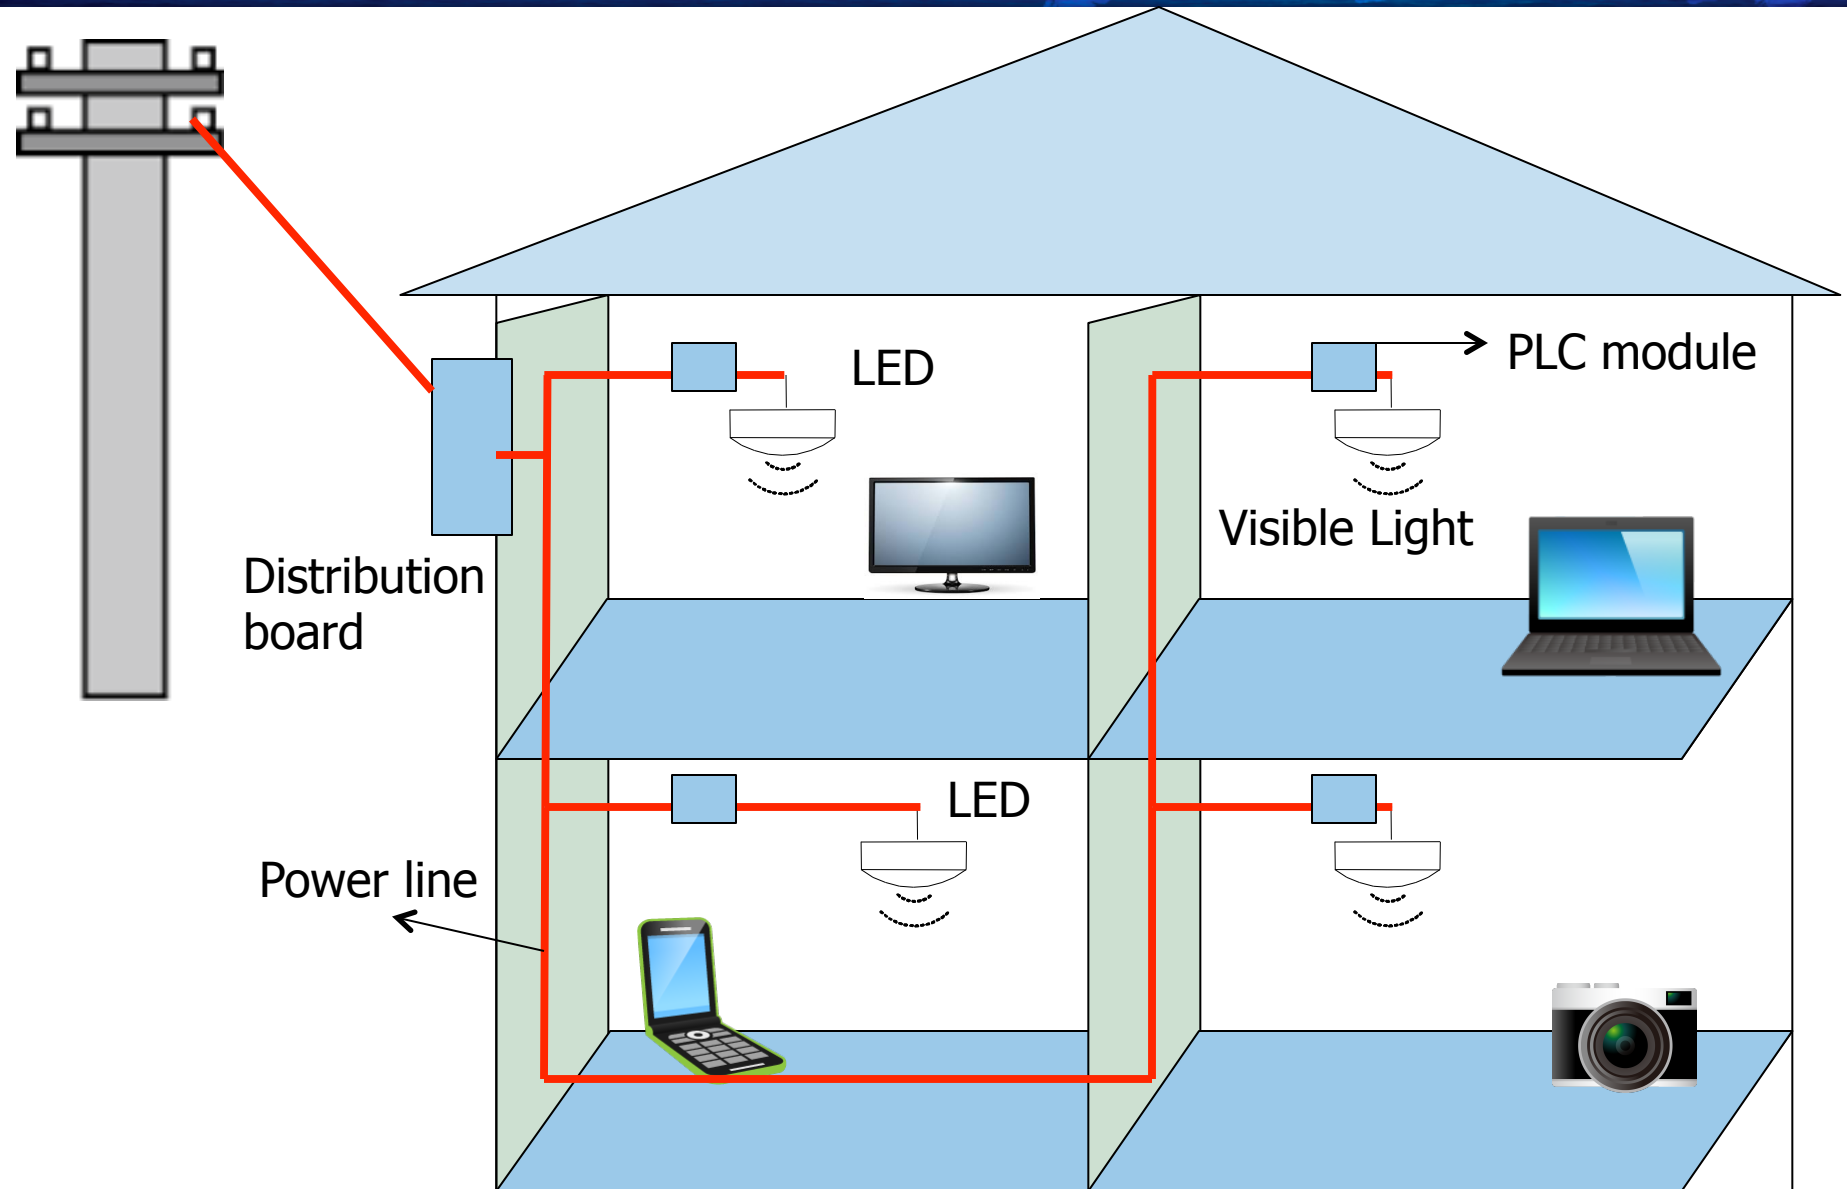 LED
PLC module
Visible Light
Distribution
board
LED
Power line